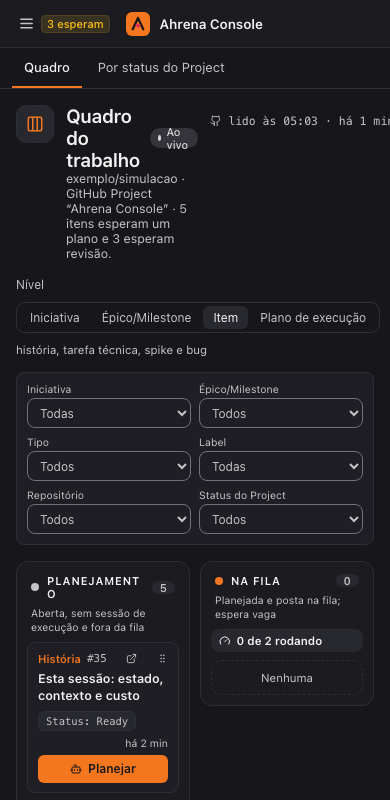 3 esperam
Ahrena Console
Quadro
Por status do Project
Quadro
do
trabalho
Ao
vivo
lido às 05:03 · há 1 min
exemplo/simulacao ·
GitHub Project
“Ahrena Console” · 5
itens esperam um
plano e 3 esperam
revisão.
Nível
Iniciativa
Épico/Milestone
Item
Plano de execução
história, tarefa técnica, spike e bug
Iniciativa
Épico/Milestone
Todas
Todos
Tipo
Label
Todos
Todas
Repositório
Status do Project
Todos
Todos
PLANEJAMENT
O
5
Aberta, sem sessão de
execução e fora da fila
História #35
Esta sessão: estado,
contexto e custo
Status: Ready
há 2 min
Planejar
NA FILA
0
Planejada e posta na fila;
espera vaga
0 de 2 rodando
Nenhuma